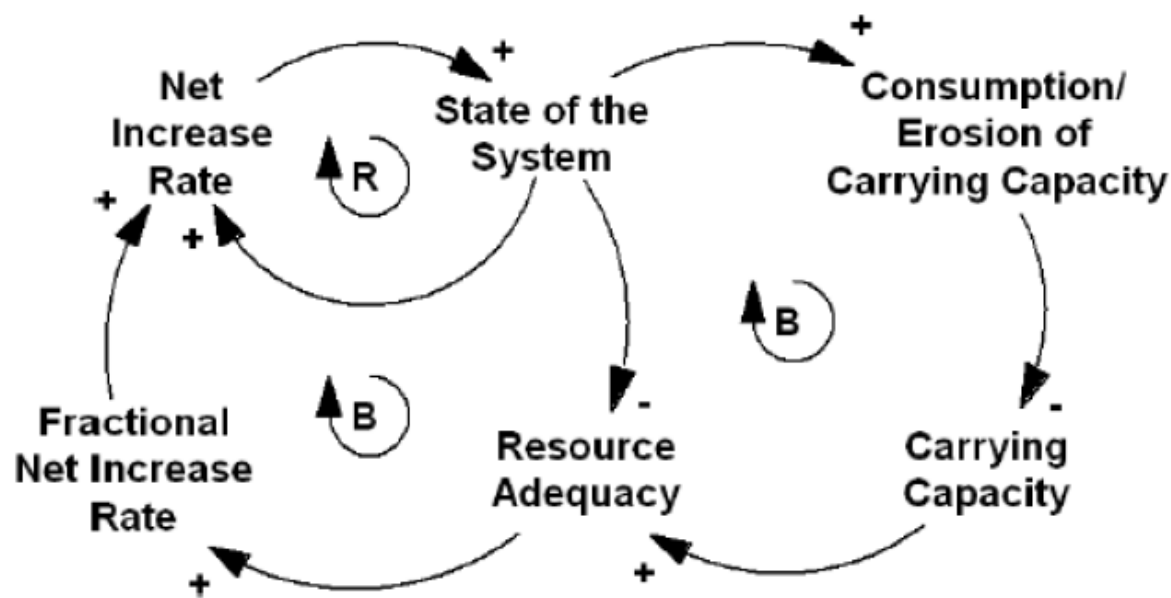 +
+
Net
Increase
Rate
State of the
System
Consumption/
Erosion of
Carrying Capacity
R
+
+
B
B
-
-
Fractional
Net Increase
Rate
Resource
Adequacy
Carrying
Capacity
+
+